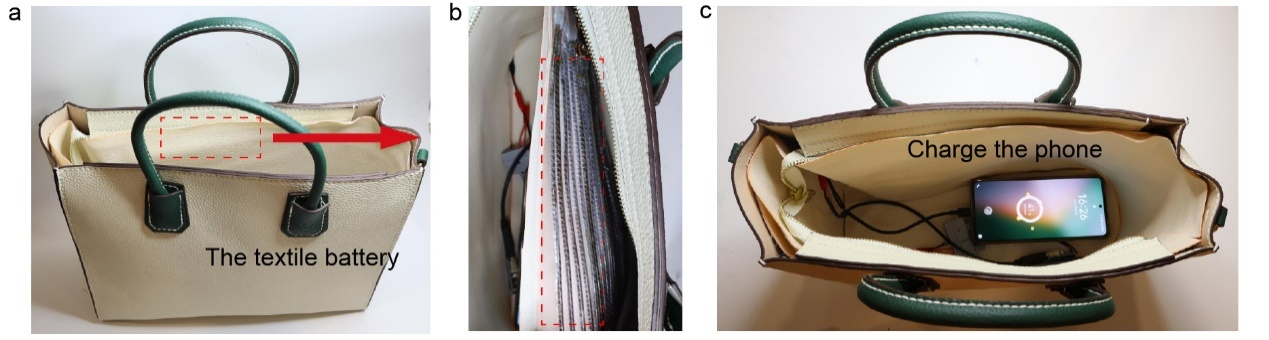 a
b
c
The textile battery
Charge the phone
16:26